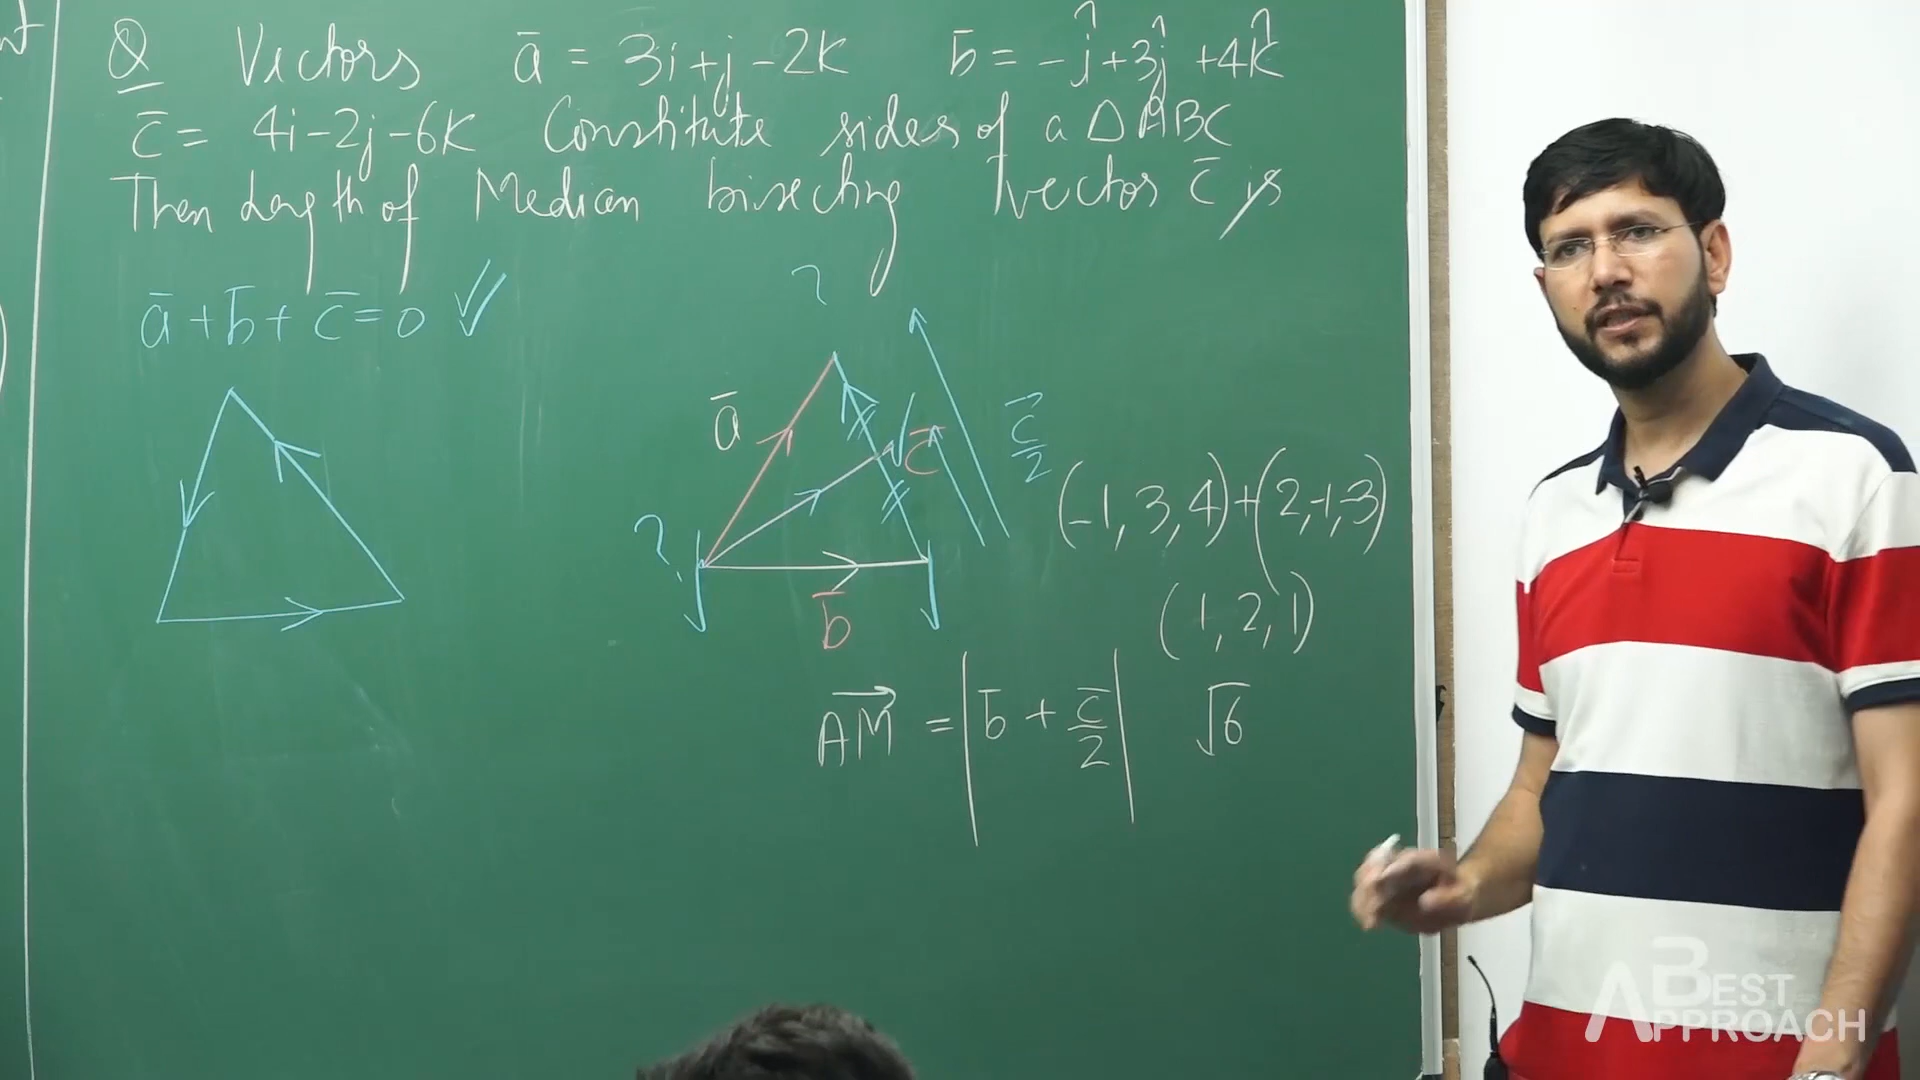 Q Vectors a̅ = 3i+j-2k b̅ = -ĵ+3ĵ+4k̂
c̅ = 4i-2j-6k Constitute sides of a ΔABC
Then Length of Median bisecting vector c̅ is
a̅+b̅+c̅=0 ✓
?
a̅
c̅
c⃗/2
?
b̅
(-1,3,4)+(2,-1,-3)
(1,2,1)
AM⃗ = |b̅ + c̅/2| √6
BEST
APPROACH